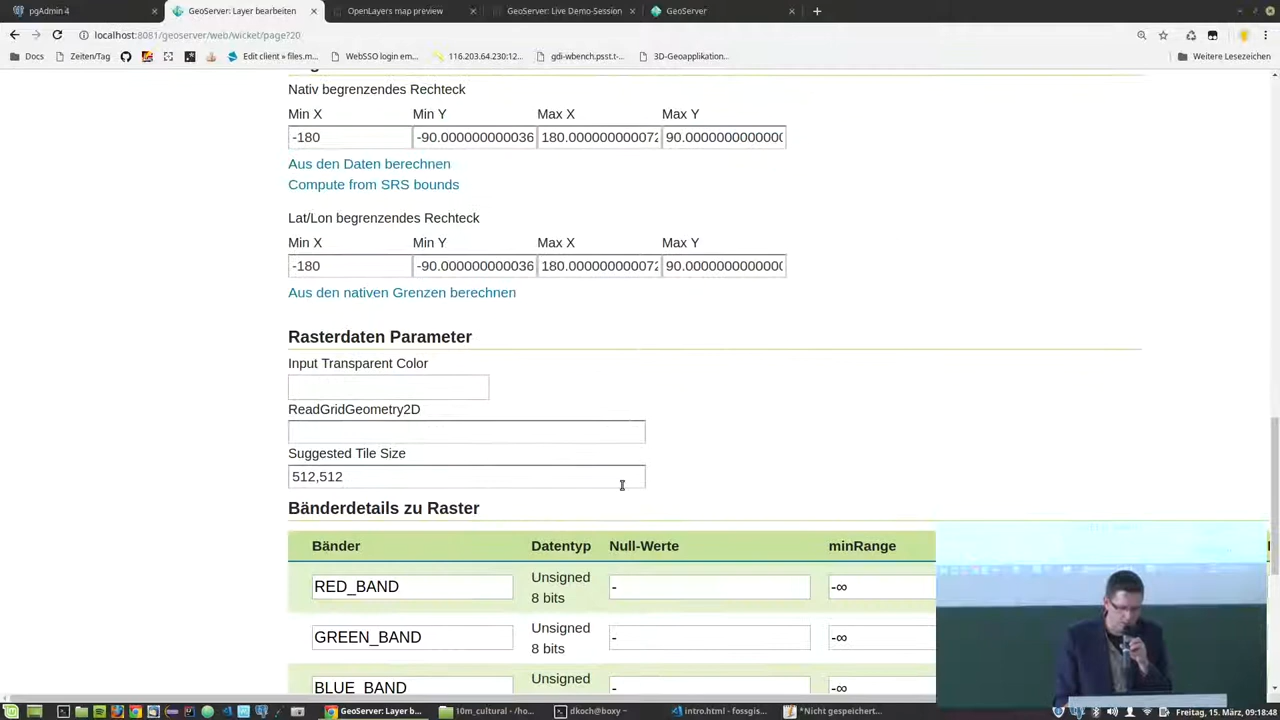 pgAdmin 4
GeoServer: Layer bearbeiten
OpenLayers map preview
GeoServer: Live Demo-Session
GeoServer
localhost:8081/geoserver/web/wicket/page?20
Docs
Zeiten/Tag
Edit client » files.m...
WebSSO login em...
116.203.64.230:12...
gdi-wbench.psst.t-...
3D-Geoapplikation...
Weitere Lesezeichen
Nativ begrenzendes Rechteck
Min X Min Y Max X Max Y
-180 -90.000000000036 180.000000000072 90.0000000000000
Aus den Daten berechnen
Compute from SRS bounds
Lat/Lon begrenzendes Rechteck
Min X Min Y Max X Max Y
-180 -90.000000000036 180.000000000072 90.0000000000000
Aus den nativen Grenzen berechnen
Rasterdaten Parameter
Input Transparent Color
ReadGridGeometry2D
Suggested Tile Size
512,512
Bänderdetails zu Raster
Bänder Datentyp Null-Werte minRange
RED_BAND Unsigned 8 bits - -∞
GREEN_BAND Unsigned 8 bits - -∞
BLUE_BAND Unsigned - -∞
GeoServer: Layer b...
10m_cultural - /ho...
dkoch@boxy ~
intro.html - fossgis...
*Nicht gespeichert...
Freitag, 15. März, 09:18:48